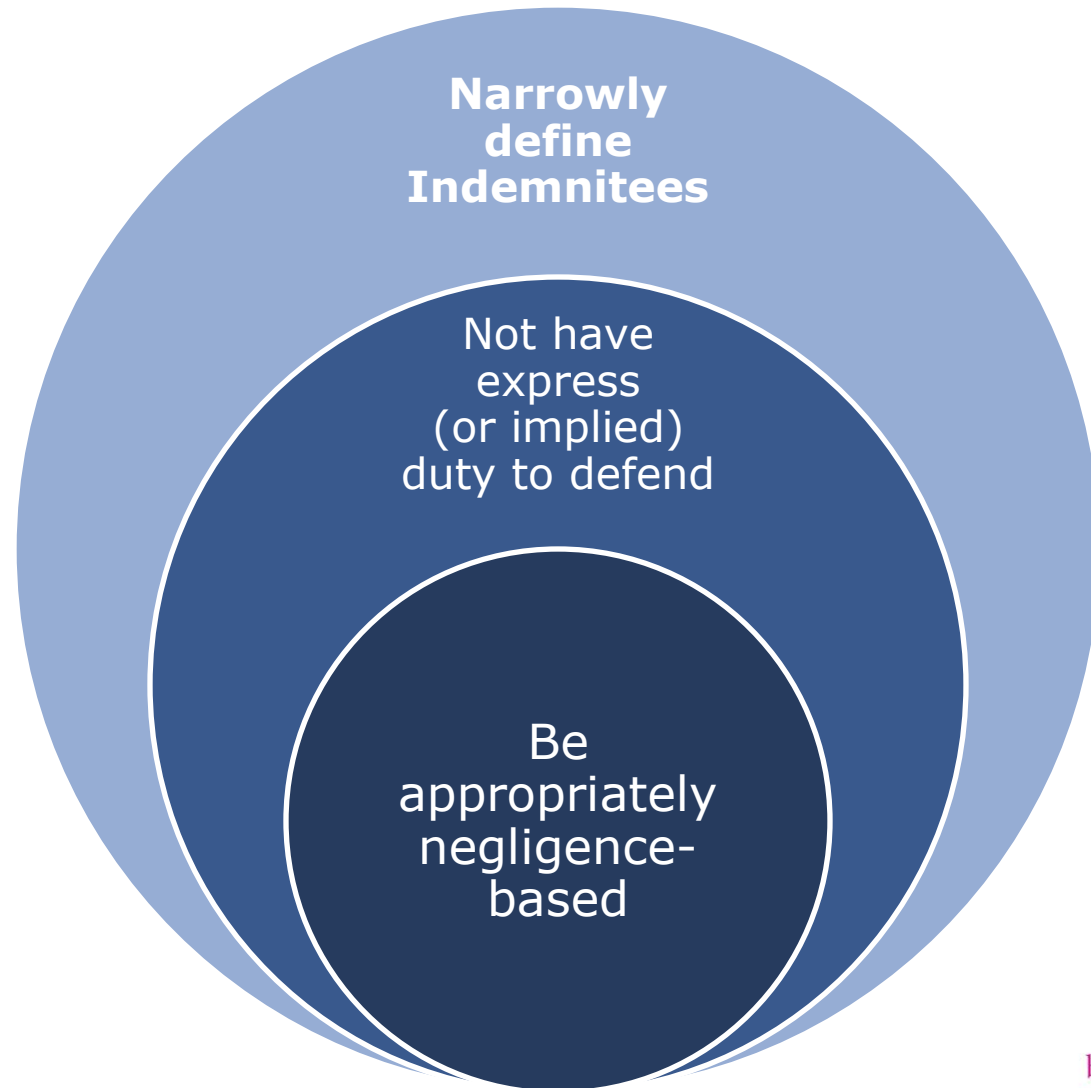 Narrowly
define
Indemnitees
Not have
express
(or implied)
duty to defend
Be
appropriately
negligence-
based